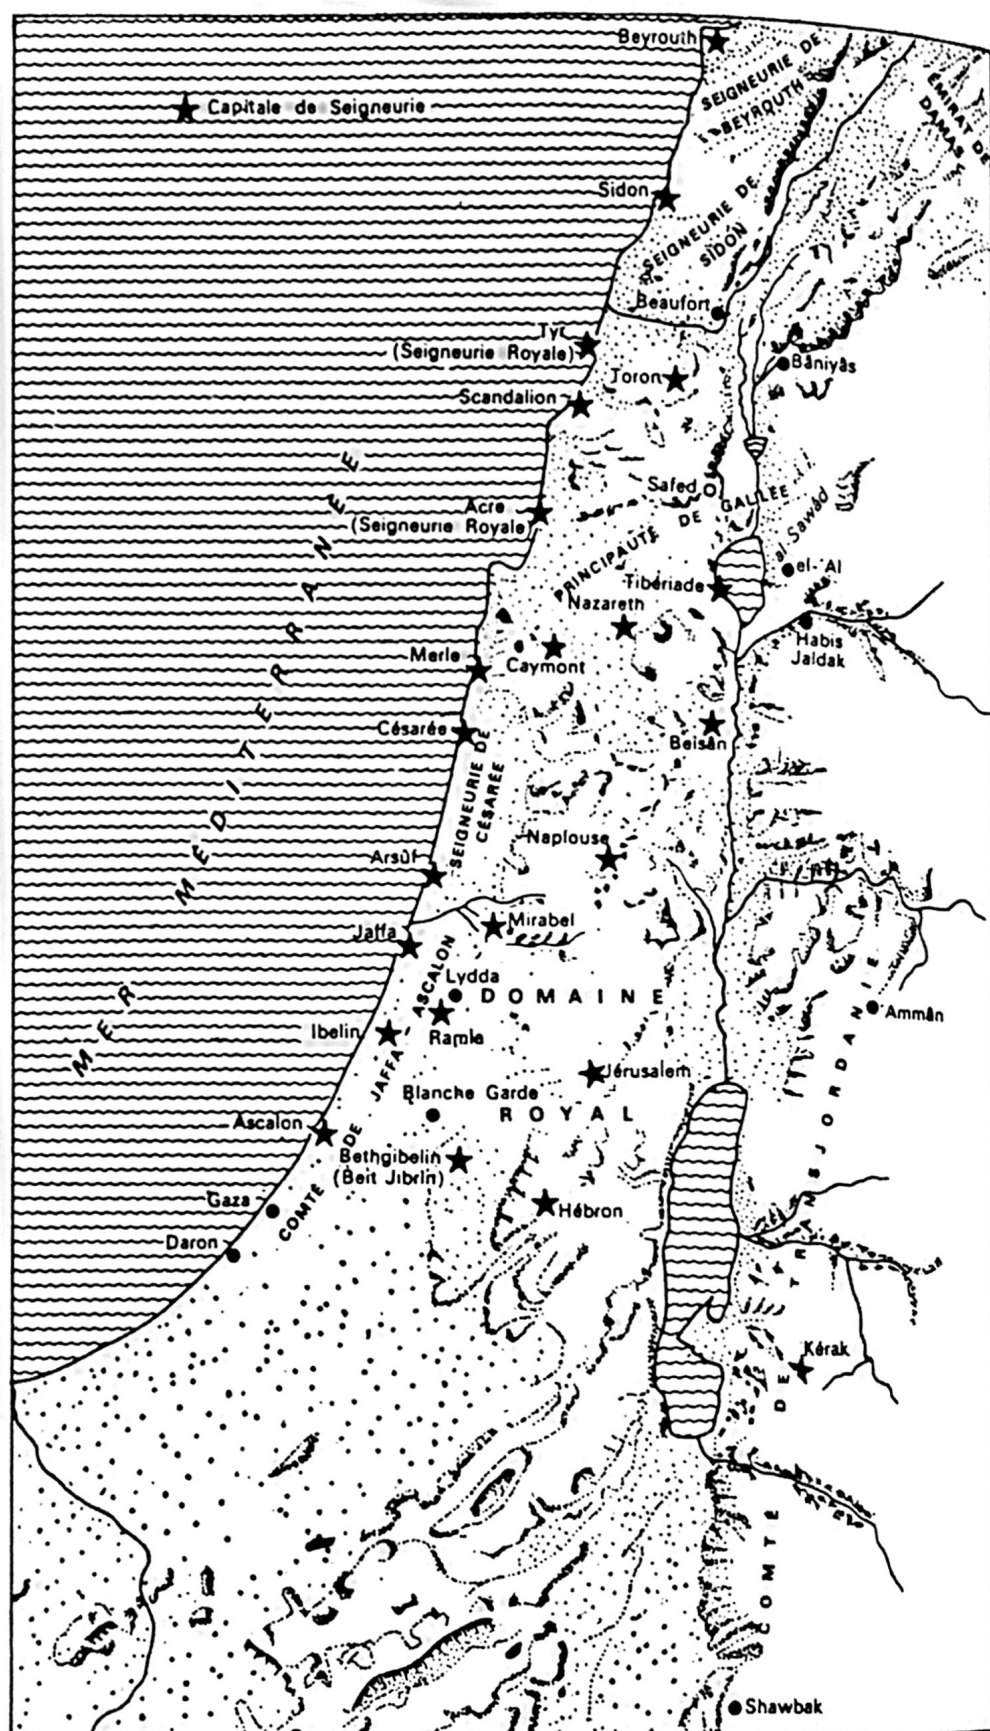 Beyrouth
Capitale de Seigneurie
SEIGNEURIE DE
BEYROUTH
ÉMIRAT DE
DAMAS
Sidon
SEIGNEURIE DE
SIDON
Beaufort
Tyr
(Seigneurie Royale)
Bâniyâs
Toron
Scandalion
MER MÉDITERRANÉE
Safed
Acre
(Seigneurie Royale)
PRINCIPAUTÉ DE GALLÉE
al-Sawâd
el-Al
Tibériade
Nazareth
Habis
Jaldak
Merle
Caymont
Césarée
Beisân
SEIGNEURIE DE
CÉSARÉE
Naplouse
Arsûf
Mirabel
Jaffa
Lydda
DOMAINE
Ammân
Ibelin
Ramla
Jérusalem
Blanche Garde
ROYAL
Ascalon
COMTÉ DE JAFFA ASCALON
Bethgibelin
(Beit Jibrin)
Gaza
Hébron
Daron
Kérak
COMTÉ DE TRANSJORDANIE
Shawbak